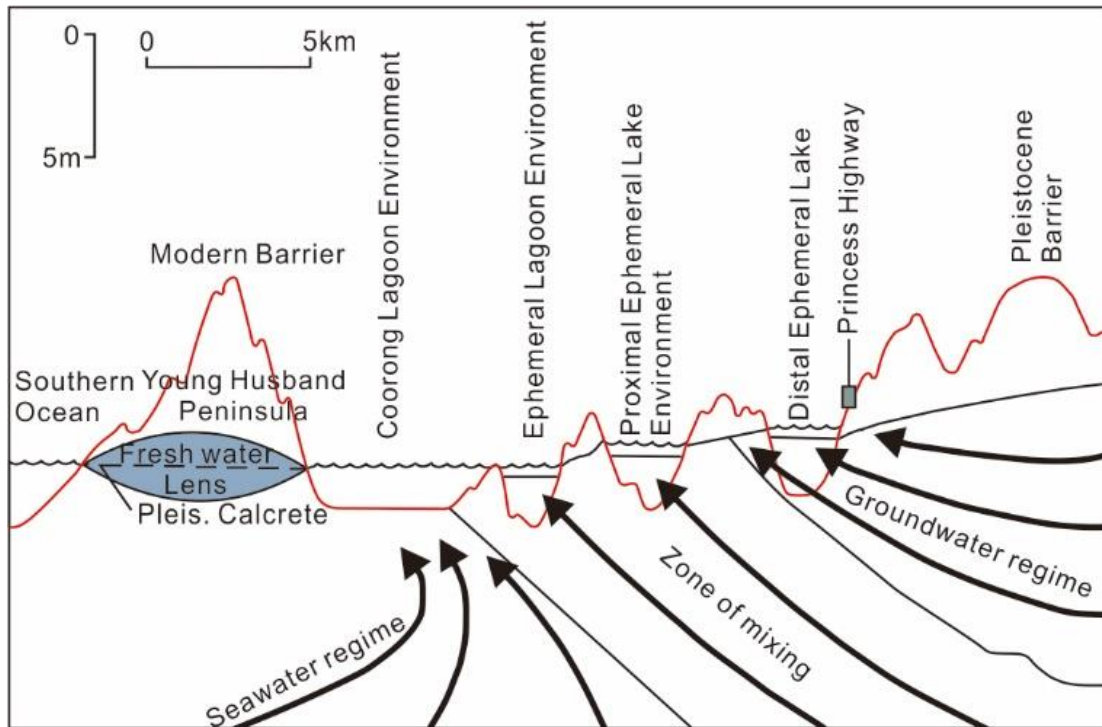 0
0
5km
5m
Coorong Lagoon Environment
Ephemeral Lagoon Environment
Proximal Ephemeral Lake
Environment
Distal Ephemeral Lake
Princess Highway
Pleistocene
Barrier
Modern Barrier
Southern
Ocean
Young Husband
Peninsula
Fresh water
Lens
Pleis. Calcrete
Groundwater regime
Zone of mixing
Seawater regime